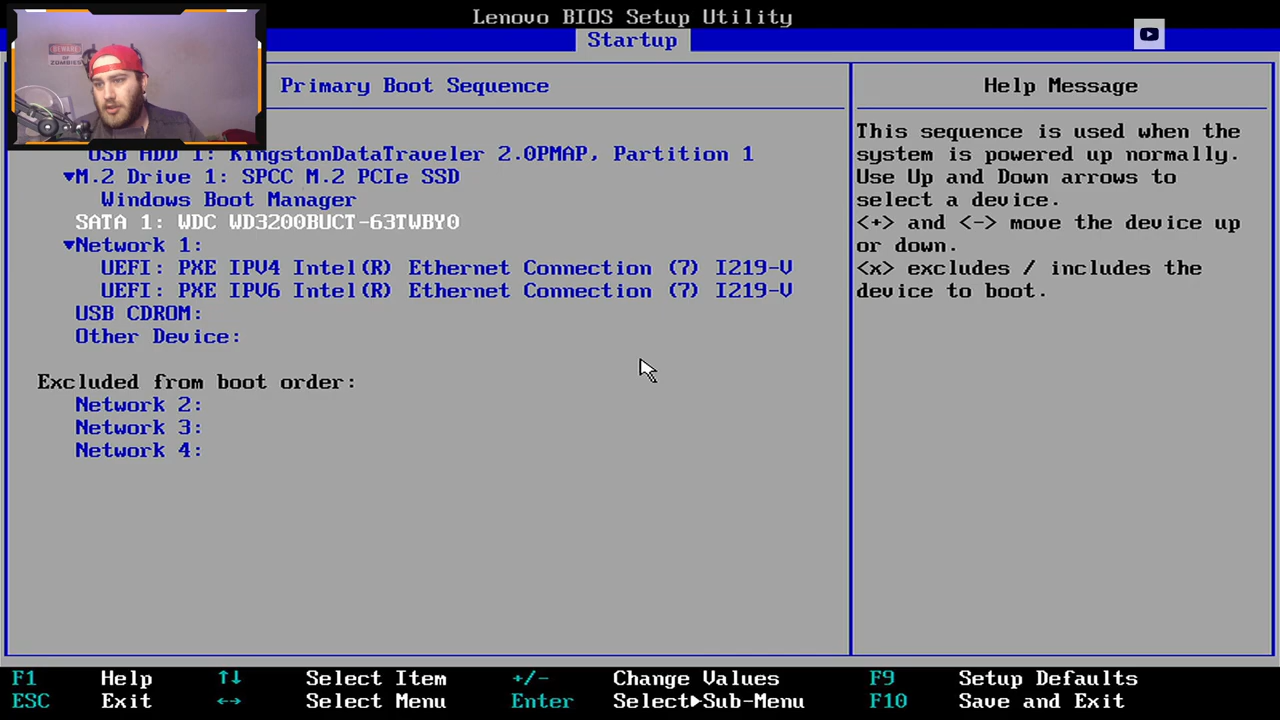 Lenovo BIOS Setup Utility
Startup
BEWARE
OF
ZOMBIES
Primary Boot Sequence
Help Message
USB HDD 1: KingstonDataTraveler 2.0PMAP, Partition 1
▼M.2 Drive 1: SPCC M.2 PCIe SSD
Windows Boot Manager
SATA 1: WDC WD3200BUCT-63TWBY0
▼Network 1:
UEFI: PXE IPV4 Intel(R) Ethernet Connection (7) I219-V
UEFI: PXE IPV6 Intel(R) Ethernet Connection (7) I219-V
USB CDROM:
Other Device:
Excluded from boot order:
Network 2:
Network 3:
Network 4:
This sequence is used when the
system is powered up normally.
Use Up and Down arrows to
select a device.
<+> and <-> move the device up
or down.
<x> excludes / includes the
device to boot.
F1 Help ↑↓ Select Item +/- Change Values F9 Setup Defaults
ESC Exit ←→ Select Menu Enter Select▶Sub-Menu F10 Save and Exit